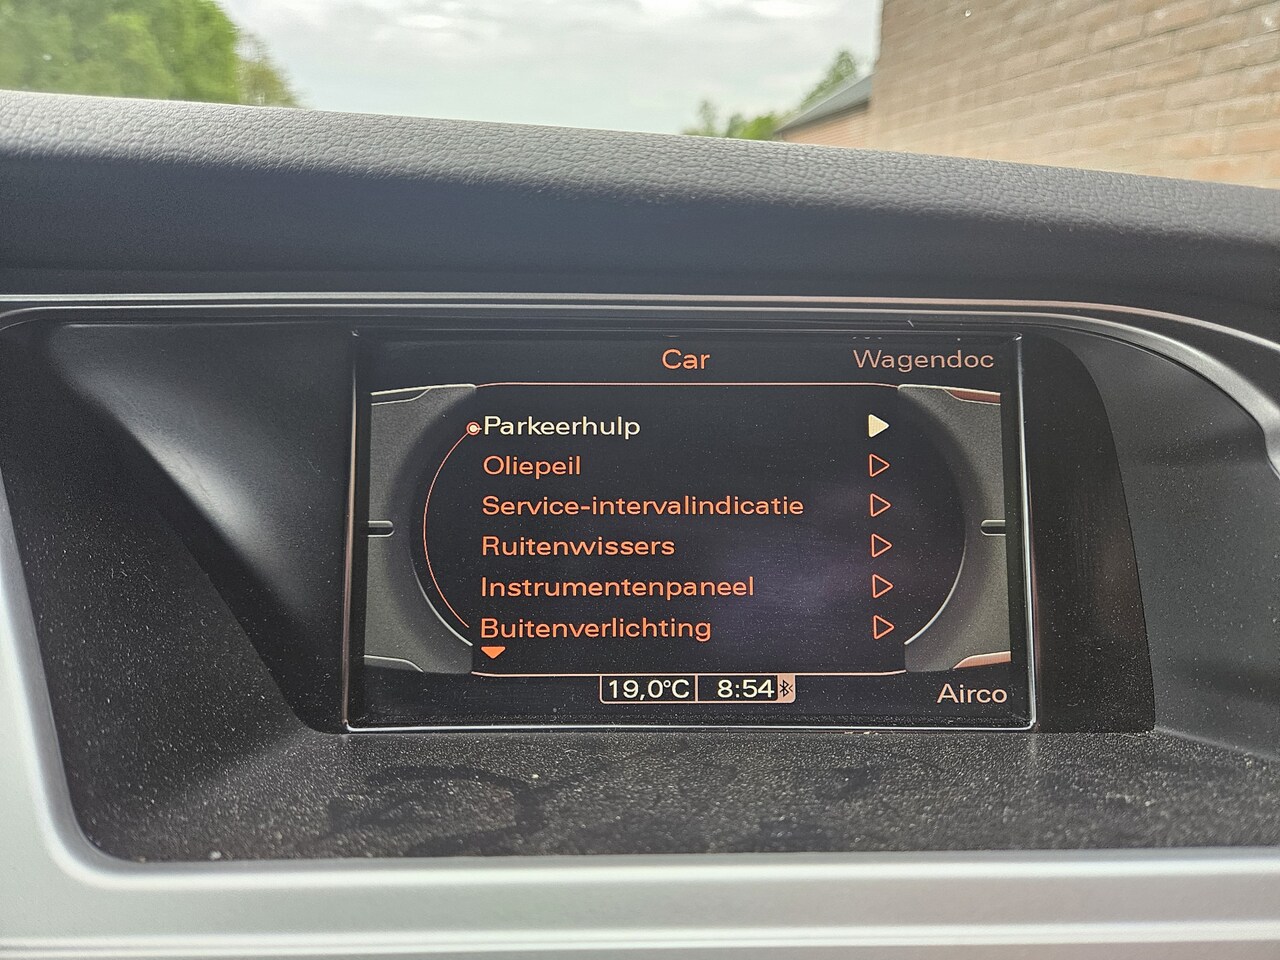 Car
Wagendoc
Parkeerhulp
Oliepeil
Service-intervalindicatie
Ruitenwissers
Instrumentenpaneel
Buitenverlichting
19,0°C 8:54
Airco